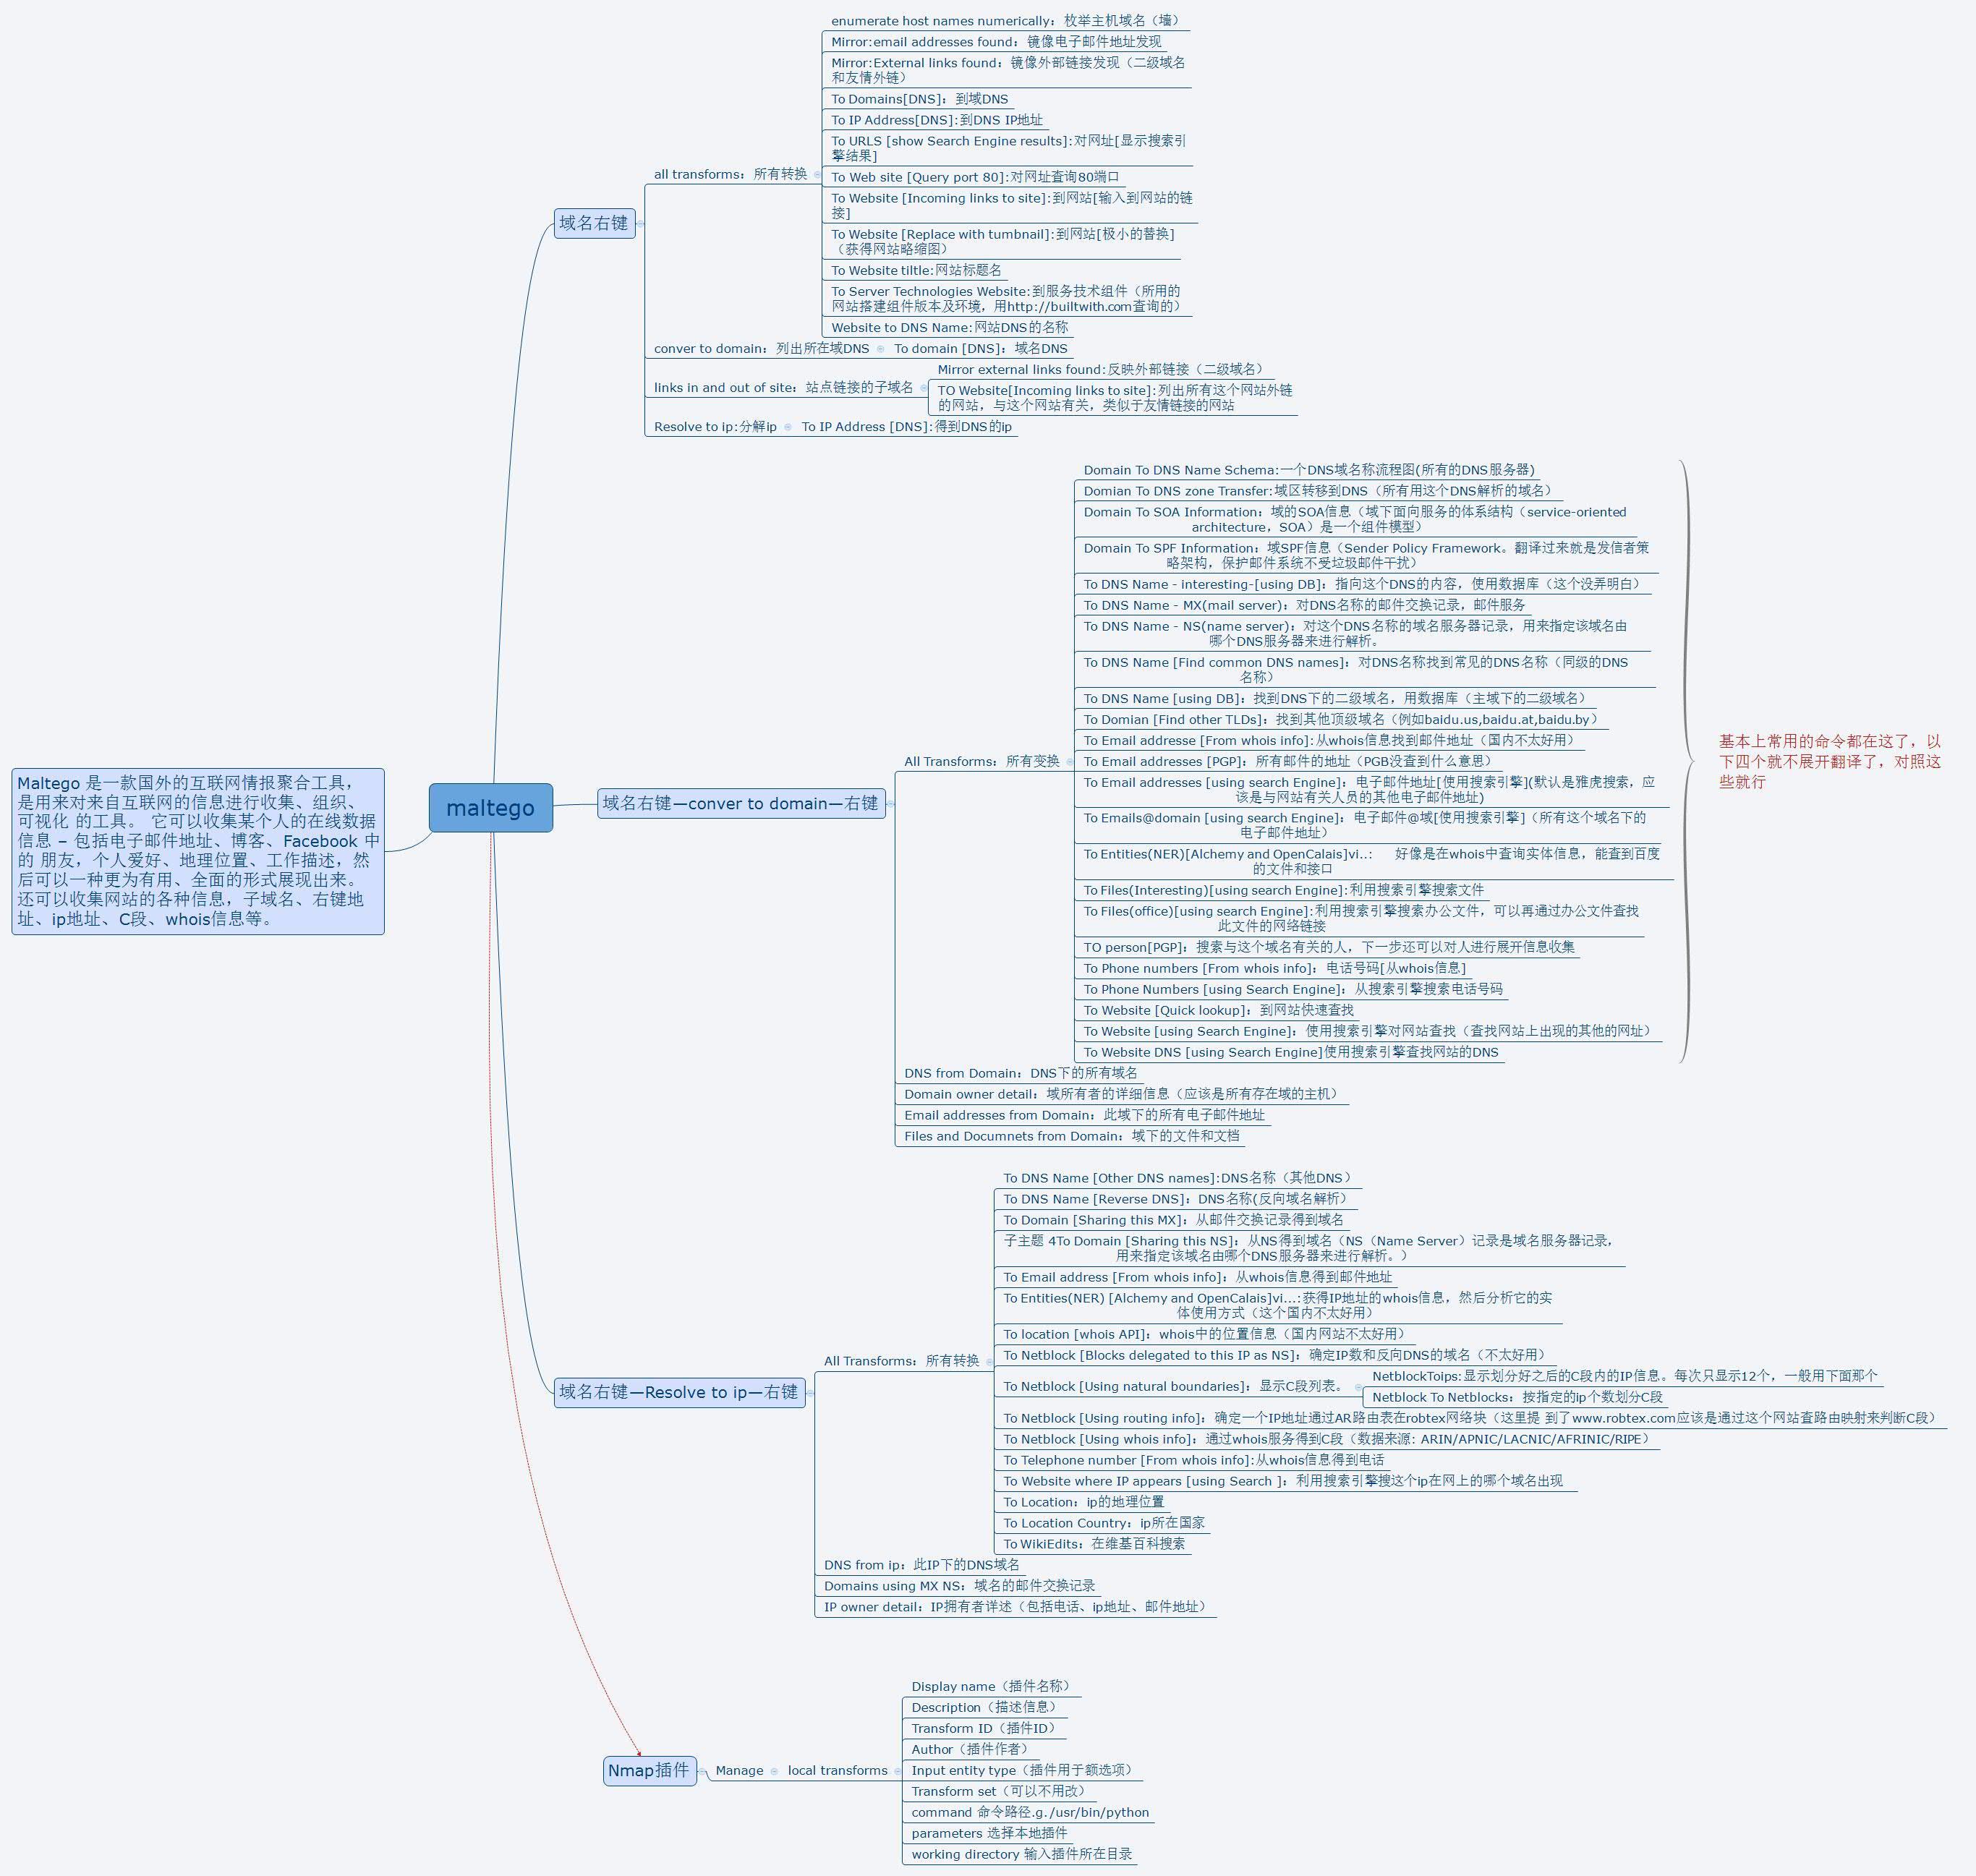 enumerate host names numerically：枚举主机域名（墙）
Mirror:email addresses found：镜像电子邮件地址发现
Mirror:External links found：镜像外部链接发现（二级域名
和友情外链）
To Domains[DNS]：到域DNS
To IP Address[DNS]:到DNS IP地址
To URLS [show Search Engine results]:对网址[显示搜索引
擎结果]
all transforms：所有转换
To Web site [Query port 80]:对网址查询80端口
To Website [Incoming links to site]:到网站[输入到网站的链
接]
域名右键
To Website [Replace with tumbnail]:到网站[极小的替换]
（获得网站略缩图）
To Website tiltle:网站标题名
To Server Technologies Website:到服务技术组件（所用的
网站搭建组件版本及环境，用http://builtwith.com查询的）
Website to DNS Name:网站DNS的名称
conver to domain：列出所在域DNS
To domain [DNS]：域名DNS
links in and out of site：站点链接的子域名
Mirror external links found:反映外部链接（二级域名）
TO Website[Incoming links to site]:列出所有这个网站外链
的网站，与这个网站有关，类似于友情链接的网站
Resolve to ip:分解ip
To IP Address [DNS]:得到DNS的ip
Domain To DNS Name Schema:一个DNS域名称流程图(所有的DNS服务器)
Domian To DNS zone Transfer:域区转移到DNS（所有用这个DNS解析的域名）
Domain To SOA Information：域的SOA信息（域下面向服务的体系结构（service-oriented
architecture，SOA）是一个组件模型）
Domain To SPF Information：域SPF信息（Sender Policy Framework。翻译过来就是发信者策
略架构，保护邮件系统不受垃圾邮件干扰）
To DNS Name - interesting-[using DB]：指向这个DNS的内容，使用数据库（这个没弄明白）
To DNS Name - MX(mail server)：对DNS名称的邮件交换记录，邮件服务
To DNS Name - NS(name server)：对这个DNS名称的域名服务器记录，用来指定该域名由
哪个DNS服务器来进行解析。
To DNS Name [Find common DNS names]：对DNS名称找到常见的DNS名称（同级的DNS
名称）
To DNS Name [using DB]：找到DNS下的二级域名，用数据库（主域下的二级域名）
To Domian [Find other TLDs]：找到其他顶级域名（例如baidu.us,baidu.at,baidu.by）
To Email addresse [From whois info]:从whois信息找到邮件地址（国内不太好用）
All Transforms：所有变换
To Email addresses [PGP]：所有邮件的地址（PGB没查到什么意思）
To Email addresses [using search Engine]：电子邮件地址[使用搜索引擎](默认是雅虎搜索，应
该是与网站有关人员的其他电子邮件地址)
To Emails@domain [using search Engine]：电子邮件@域[使用搜索引擎]（所有这个域名下的
电子邮件地址）
To Entities(NER)[Alchemy and OpenCalais]vi..: 好像是在whois中查询实体信息，能查到百度
的文件和接口
To Files(Interesting)[using search Engine]:利用搜索引擎搜索文件
To Files(office)[using search Engine]:利用搜索引擎搜索办公文件，可以再通过办公文件查找
此文件的网络链接
TO person[PGP]：搜索与这个域名有关的人，下一步还可以对人进行展开信息收集
To Phone numbers [From whois info]：电话号码[从whois信息]
To Phone Numbers [using Search Engine]：从搜索引擎搜索电话号码
To Website [Quick lookup]：到网站快速查找
To Website [using Search Engine]：使用搜索引擎对网站查找（查找网站上出现的其他的网址）
To Website DNS [using Search Engine]使用搜索引擎查找网站的DNS
基本上常用的命令都在这了，以
下四个就不展开翻译了，对照这
些就行
Maltego 是一款国外的互联网情报聚合工具，
是用来对来自互联网的信息进行收集、组织、
可视化 的工具。 它可以收集某个人的在线数据
信息 – 包括电子邮件地址、博客、Facebook 中
的 朋友，个人爱好、地理位置、工作描述，然
后可以一种更为有用、全面的形式展现出来。
还可以收集网站的各种信息，子域名、右键地
址、ip地址、C段、whois信息等。
maltego
域名右键—conver to domain—右键
DNS from Domain：DNS下的所有域名
Domain owner detail：域所有者的详细信息（应该是所有存在域的主机）
Email addresses from Domain：此域下的所有电子邮件地址
Files and Documnets from Domain：域下的文件和文档
To DNS Name [Other DNS names]:DNS名称（其他DNS）
To DNS Name [Reverse DNS]：DNS名称(反向域名解析）
To Domain [Sharing this MX]：从邮件交换记录得到域名
子主题 4To Domain [Sharing this NS]：从NS得到域名（NS（Name Server）记录是域名服务器记录，
用来指定该域名由哪个DNS服务器来进行解析。）
To Email address [From whois info]：从whois信息得到邮件地址
To Entities(NER) [Alchemy and OpenCalais]vi...:获得IP地址的whois信息，然后分析它的实
体使用方式（这个国内不太好用）
To location [whois API]：whois中的位置信息（国内网站不太好用）
All Transforms：所有转换
To Netblock [Blocks delegated to this IP as NS]：确定IP数和反向DNS的域名（不太好用）
域名右键—Resolve to ip—右键
To Netblock [Using natural boundaries]：显示C段列表。
NetblockToips:显示划分好之后的C段内的IP信息。每次只显示12个，一般用下面那个
Netblock To Netblocks：按指定的ip个数划分C段
To Netblock [Using routing info]：确定一个IP地址通过AR路由表在robtex网络块（这里提 到了www.robtex.com应该是通过这个网站查路由映射来判断C段）
To Netblock [Using whois info]：通过whois服务得到C段（数据来源: ARIN/APNIC/LACNIC/AFRINIC/RIPE）
To Telephone number [From whois info]:从whois信息得到电话
To Website where IP appears [using Search ]：利用搜索引擎搜这个ip在网上的哪个域名出现
To Location：ip的地理位置
To Location Country：ip所在国家
To WikiEdits：在维基百科搜索
DNS from ip：此IP下的DNS域名
Domains using MX NS：域名的邮件交换记录
IP owner detail：IP拥有者详述（包括电话、ip地址、邮件地址）
Nmap插件
Manage
local transforms
Display name（插件名称）
Description（描述信息）
Transform ID（插件ID）
Author（插件作者）
Input entity type（插件用于额选项）
Transform set（可以不用改）
command 命令路径.g. /usr/bin/python
parameters 选择本地插件
working directory 输入插件所在目录